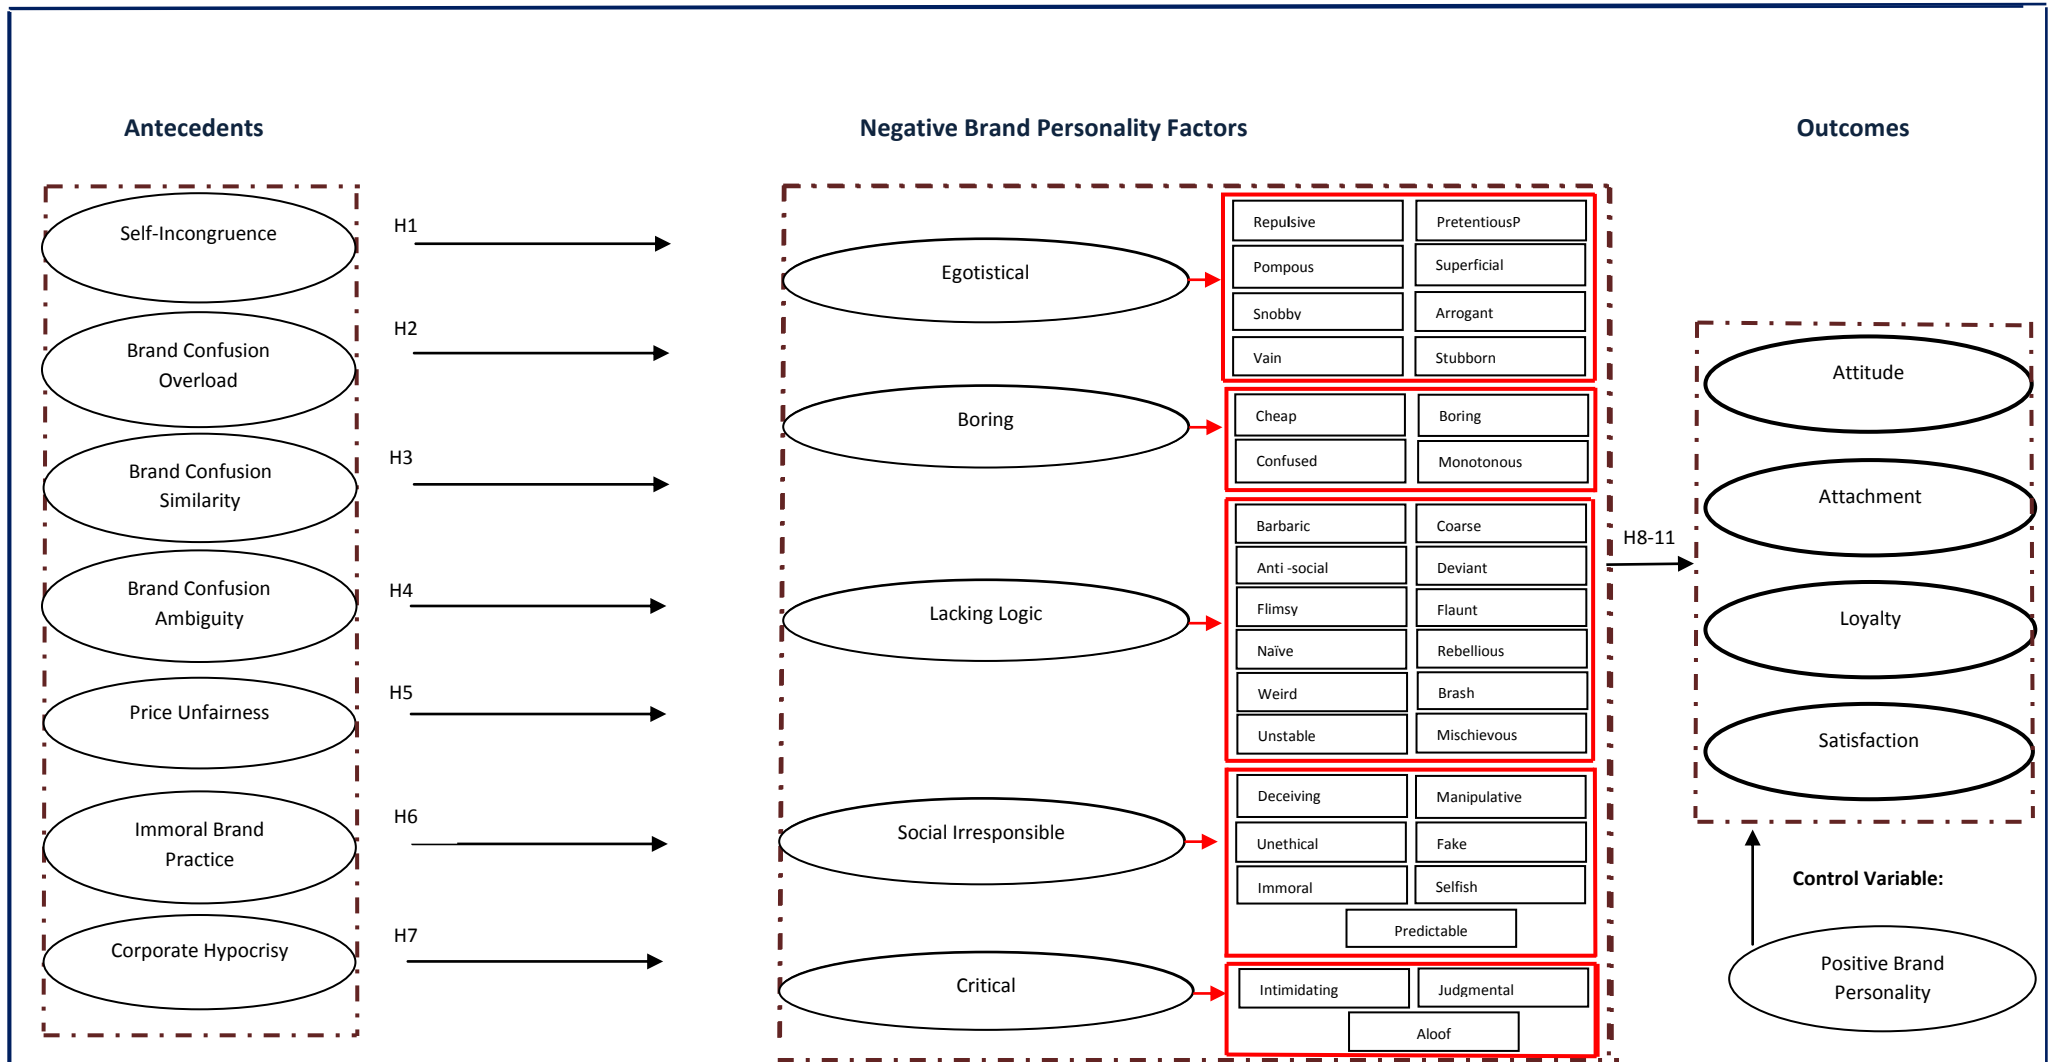 Antecedents
Negative Brand Personality Factors
Outcomes
Self-Incongruence
Brand Confusion
Overload
Brand Confusion
Similarity
Brand Confusion
Ambiguity
Price Unfairness
Immoral Brand
Practice
Corporate Hypocrisy
H1
H2
H3
H4
H5
H6
H7
Egotistical
Repulsive
PretentiousP
Pompous
Superficial
Snobby
Arrogant
Vain
Stubborn
Boring
Cheap
Boring
Confused
Monotonous
Lacking Logic
Barbaric
Coarse
Anti -social
Deviant
Flimsy
Flaunt
Naïve
Rebellious
Weird
Brash
Unstable
Mischievous
Social Irresponsible
Deceiving
Manipulative
Unethical
Fake
Immoral
Selfish
Predictable
Critical
Intimidating
Judgmental
Aloof
H8-11
Attitude
Attachment
Loyalty
Satisfaction
Control Variable:
Positive Brand
Personality